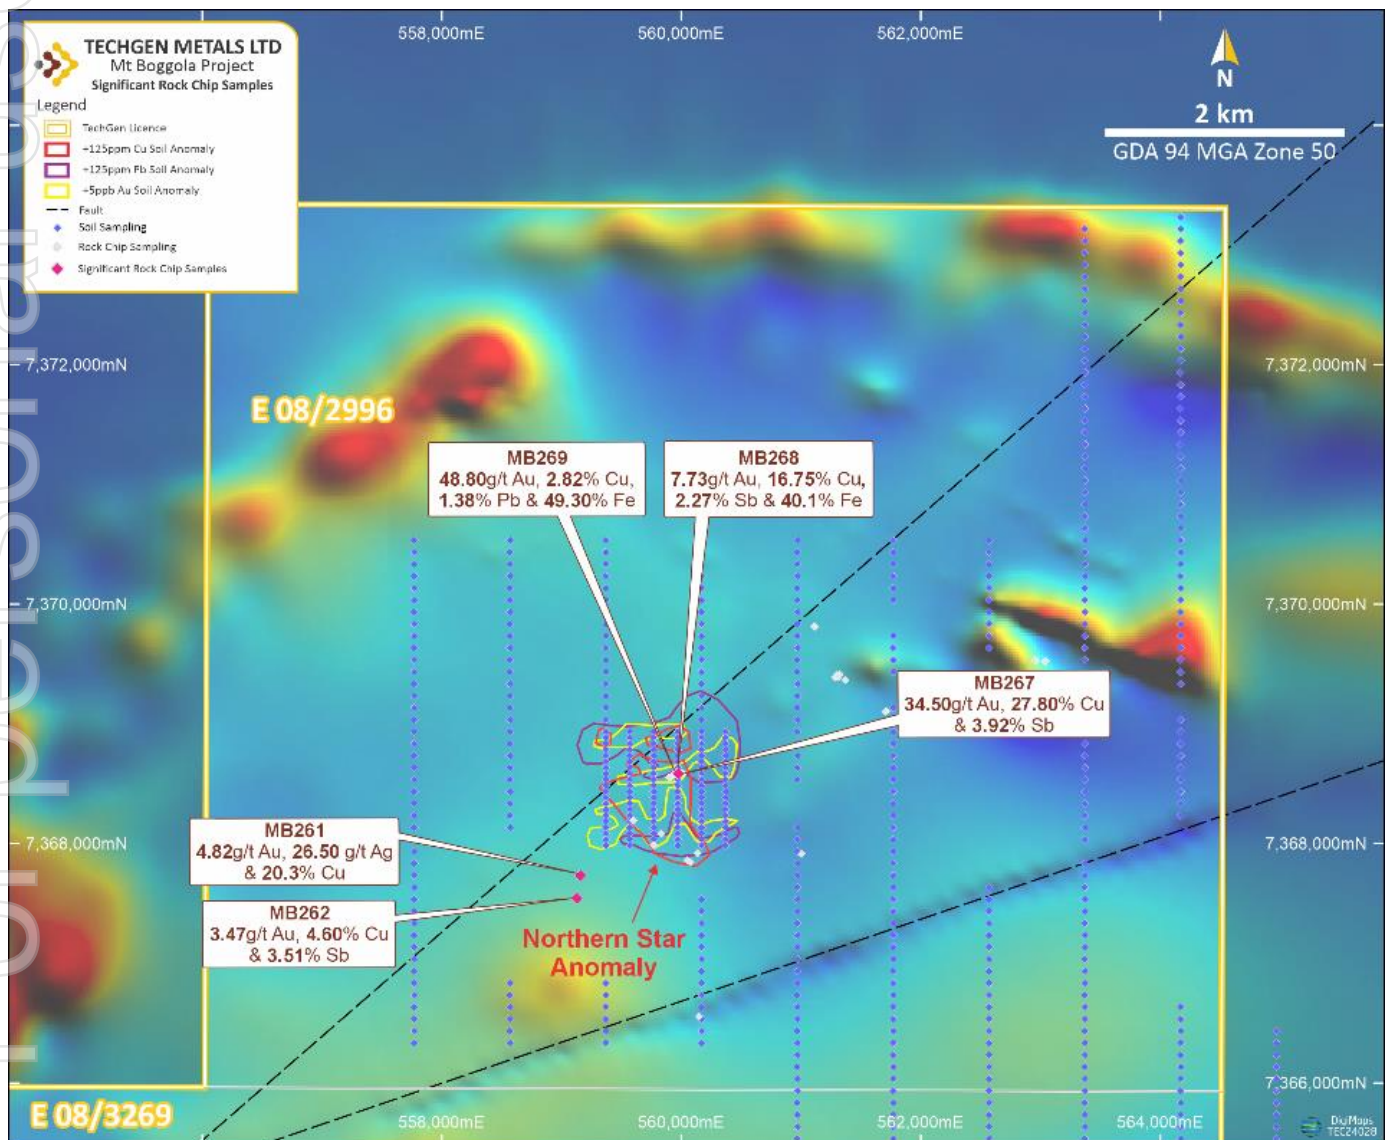 558,000mE
560,000mE
562,000mE
TECHGEN METALS LTD
Mt Boggola Project
Significant Rock Chip Samples
Legend
TechGen Licence
+125ppm Cu Soil Anomaly
+125ppm Pb Soil Anomaly
+5ppb Au Soil Anomaly
Fault
Soil Sampling
Rock Chip Sampling
Significant Rock Chip Samples
N
2 km
GDA 94 MGA Zone 50
7,372,000mN
7,372,000mN
E 08/2996
MB269
48.80g/t Au, 2.82% Cu,
1.38% Pb & 49.30% Fe
MB268
7.73g/t Au, 16.75% Cu,
2.27% Sb & 40.1% Fe
7,370,000mN
7,370,000mN
MB267
34.50g/t Au, 27.80% Cu
& 3.92% Sb
MB261
4.82g/t Au, 26.50 g/t Ag
& 20.3% Cu
7,368,000mN
7,368,000mN
MB262
3.47g/t Au, 4.60% Cu
& 3.51% Sb
Northern Star
Anomaly
7,366,000mN
E 08/3269
558,000mE
560,000mE
562,000mE
564,000mE
DigMaps
TEC24028
For personal use